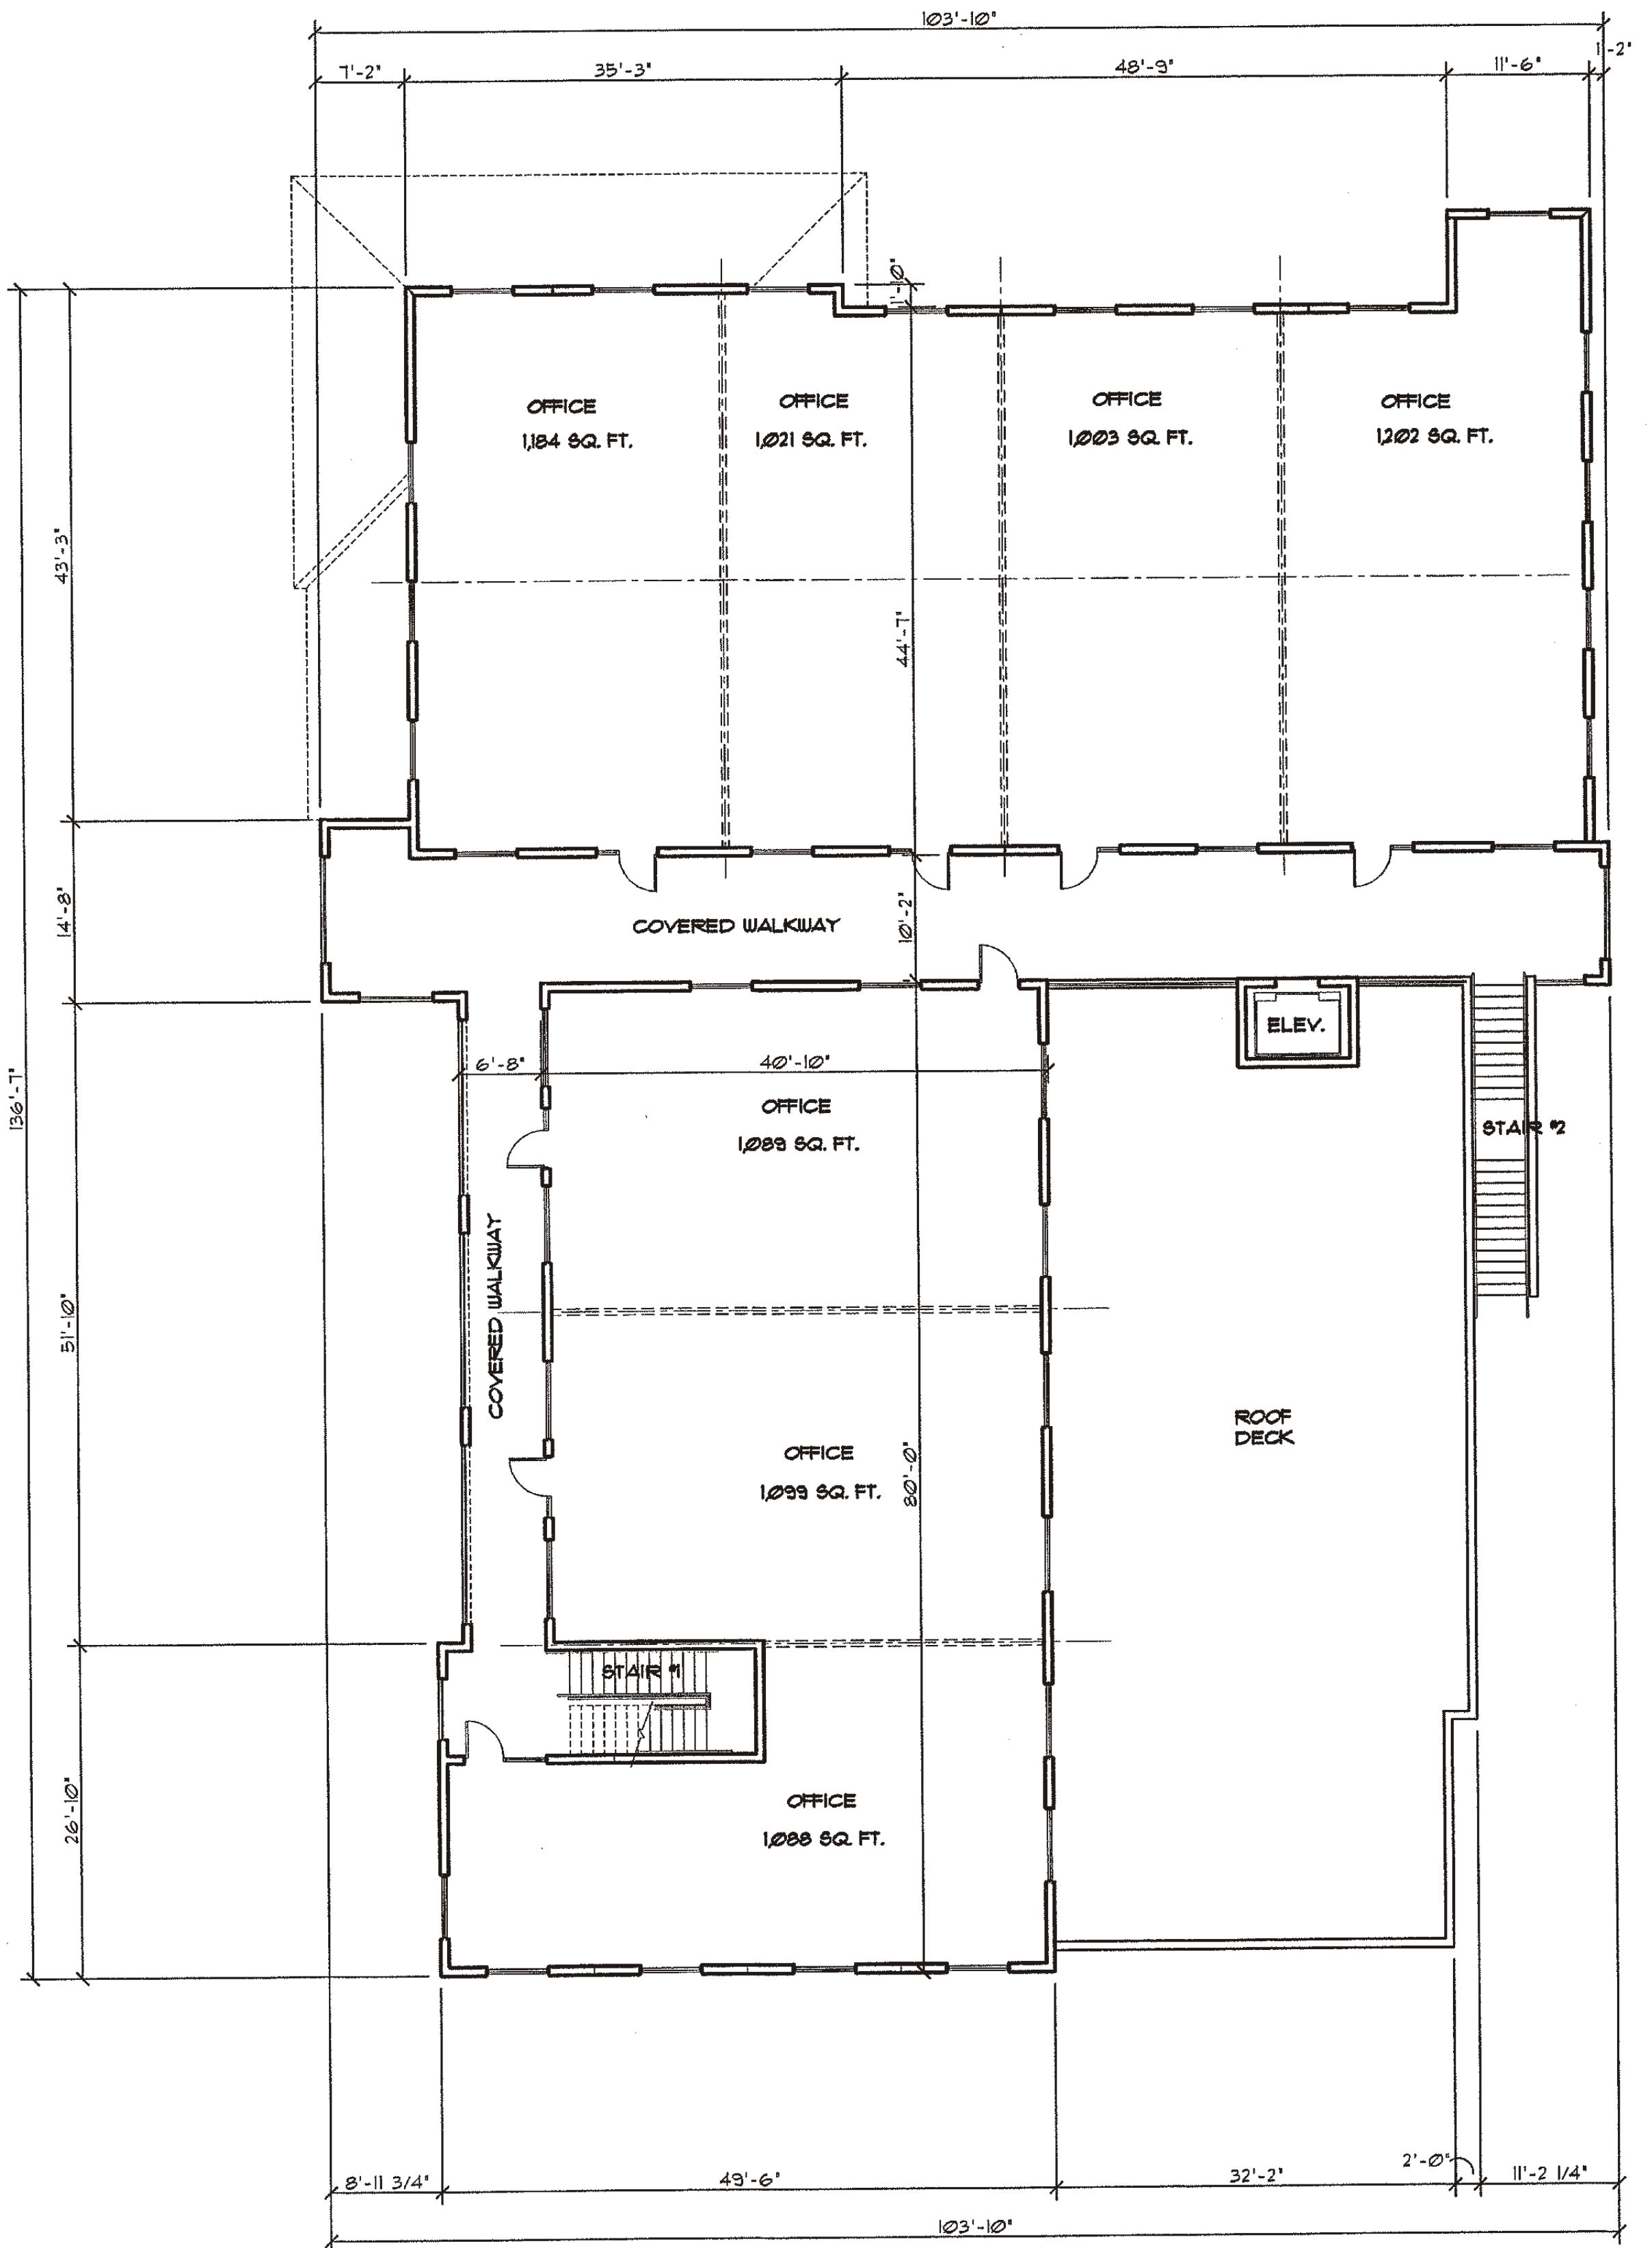 103'-10"
1'-2"
7'-2"
35'-3"
48'-9"
11'-6"
1'-10"
OFFICE
1,184 SQ. FT.
OFFICE
1,021 SQ. FT.
OFFICE
1,003 SQ. FT.
OFFICE
1,202 SQ. FT.
43'-3"
44'-7"
14'-8"
COVERED WALKWAY
10'-2"
ELEV.
6'-8"
40'-10"
136'-7"
OFFICE
1,089 SQ. FT.
STAIR #2
COVERED WALKWAY
51'-10"
ROOF
DECK
OFFICE
1,099 SQ. FT.
80'-0"
STAIR #1
26'-10"
OFFICE
1,088 SQ. FT.
8'-11 3/4"
49'-6"
32'-2"
2'-0"
11'-2 1/4"
103'-10"